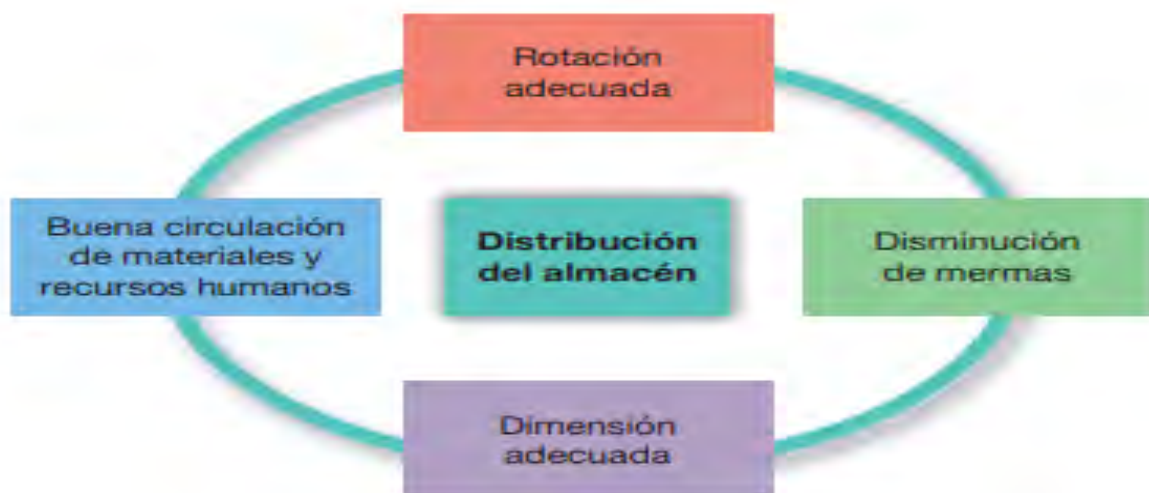 Rotación
adecuada
Buena circulación
de materiales y
recursos humanos
Distribución
del almacén
Disminución
de mermas
Dimensión
adecuada